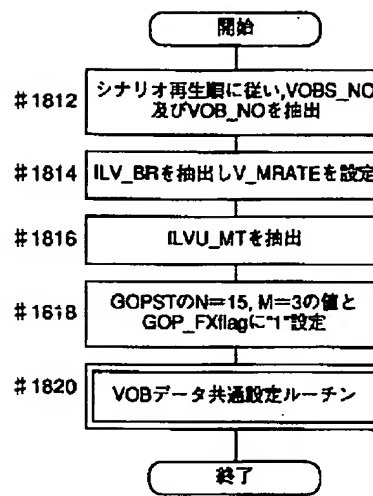 開始
#1812
シナリオ再生順に従い,VOBS_NO
及びVOB_NOを抽出
#1814
ILV_BRを抽出しV_MRATEを設定
#1816
ILVU_MTを抽出
#1618
GOPSTのN=15, M=3の値と
GOP_FXflagに"1"設定
#1820
VOBデータ共通設定ルーチン
終了